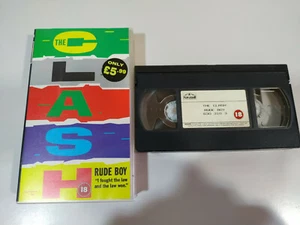 THE
C
ONLY
£5.99
L
A
S
H
RUDE BOY
"I fought the law
and the law won."
18
THE CLASH
RUDE BOY
18